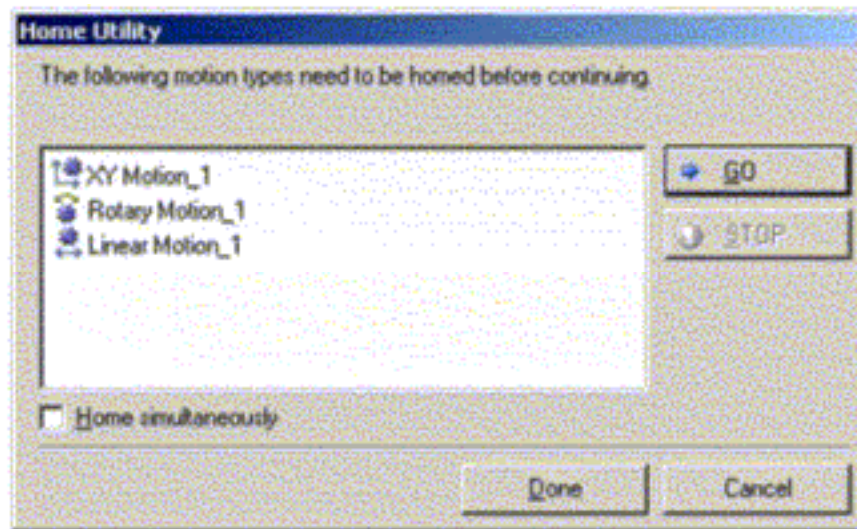 Home Utility
The following motion types need to be homed before continuing.
XY Motion_1
Rotary Motion_1
Linear Motion_1
GO
STOP
Home simultaneously
Done
Cancel